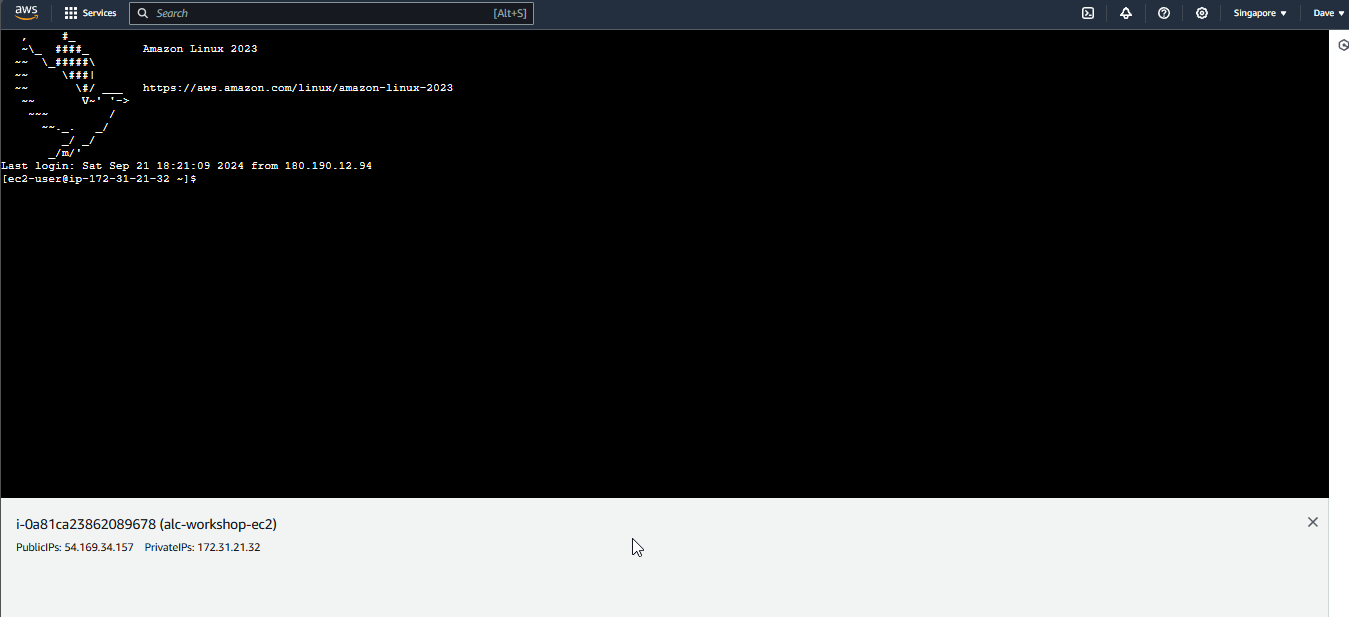 aws Services Search [Alt+S] Singapore ▼ Dave ▼
   ,     #_
   ~\_  ####_        Amazon Linux 2023
  ~~  \_#####\
  ~~     \###|
  ~~       \#/ ___   https://aws.amazon.com/linux/amazon-linux-2023
   ~~       V~' '->
    ~~~         /
      ~~._.   _/
         _/ _/
       _/m/'
Last login: Sat Sep 21 18:21:09 2024 from 180.190.12.94
[ec2-user@ip-172-31-21-32 ~]$
i-0a81ca23862089678 (alc-workshop-ec2)
PublicIPs: 54.169.34.157 PrivateIPs: 172.31.21.32